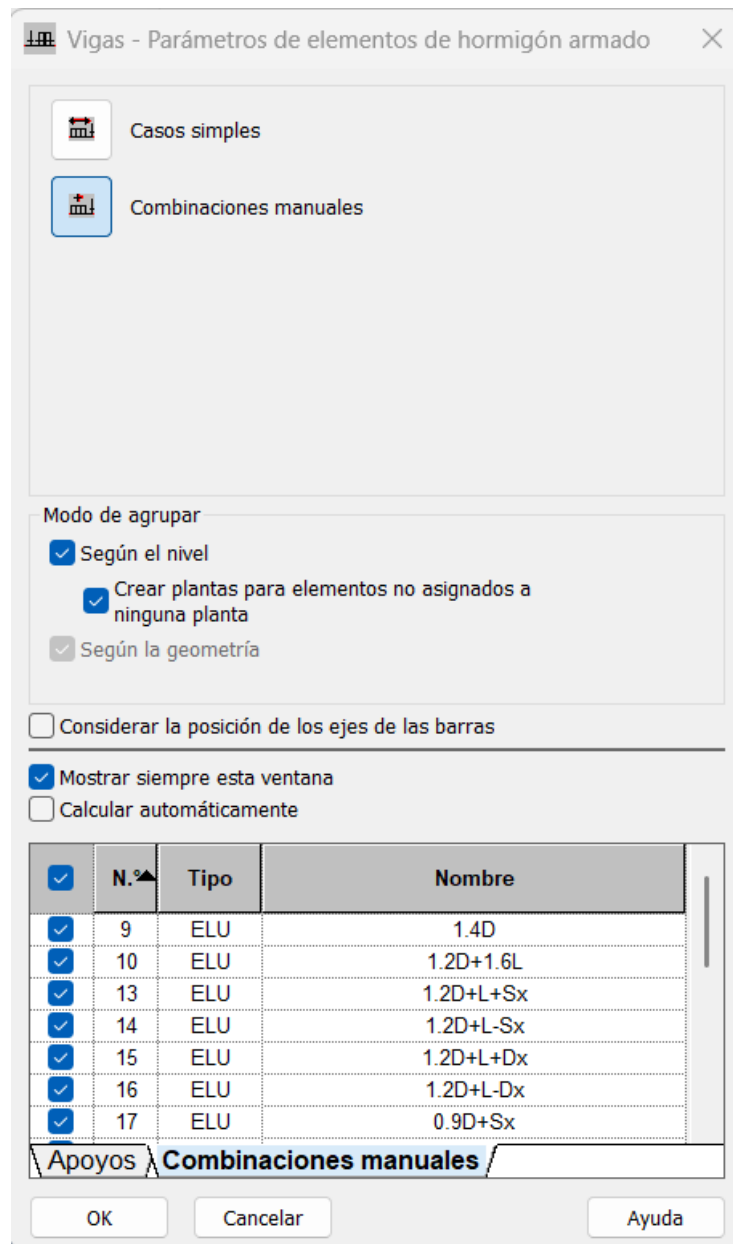 Vigas - Parámetros de elementos de hormigón armado
Casos simples
Combinaciones manuales
Modo de agrupar
Según el nivel
Crear plantas para elementos no asignados a
ninguna planta
Según la geometría
Considerar la posición de los ejes de las barras
Mostrar siempre esta ventana
Calcular automáticamente
N.º Tipo Nombre
9 ELU 1.4D
10 ELU 1.2D+1.6L
13 ELU 1.2D+L+Sx
14 ELU 1.2D+L-Sx
15 ELU 1.2D+L+Dx
16 ELU 1.2D+L-Dx
17 ELU 0.9D+Sx
Apoyos Combinaciones manuales
OK Cancelar Ayuda